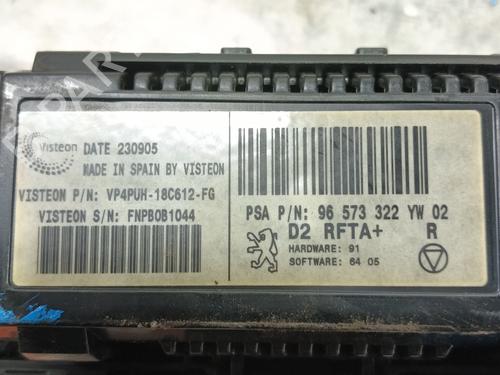 Visteon DATE 230905
MADE IN SPAIN BY VISTEON
VISTEON P/N: VP4PUH-18C612-FG
VISTEON S/N: FNPB0B1044
PSA P/N: 96 573 322 YW 02
D2 RFTA+ R
HARDWARE: 91
SOFTWARE: 64 05